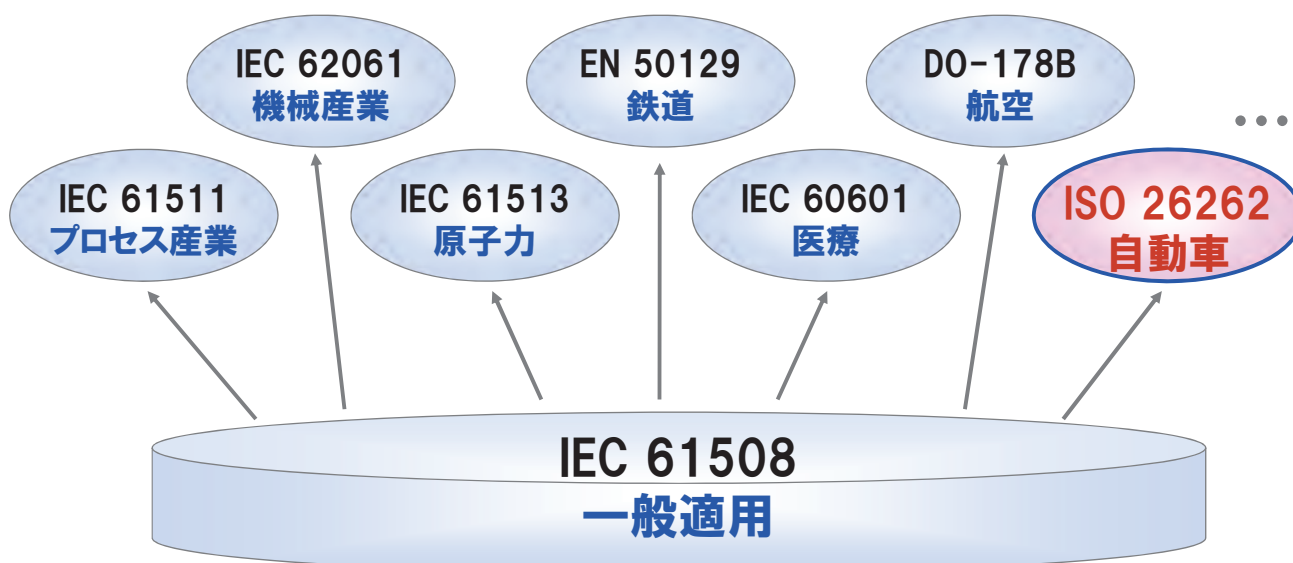 IEC 62061
機械産業
EN 50129
鉄道
DO-178B
航空
…
IEC 61511
プロセス産業
IEC 61513
原子力
IEC 60601
医療
ISO 26262
自動車
IEC 61508
一般適用